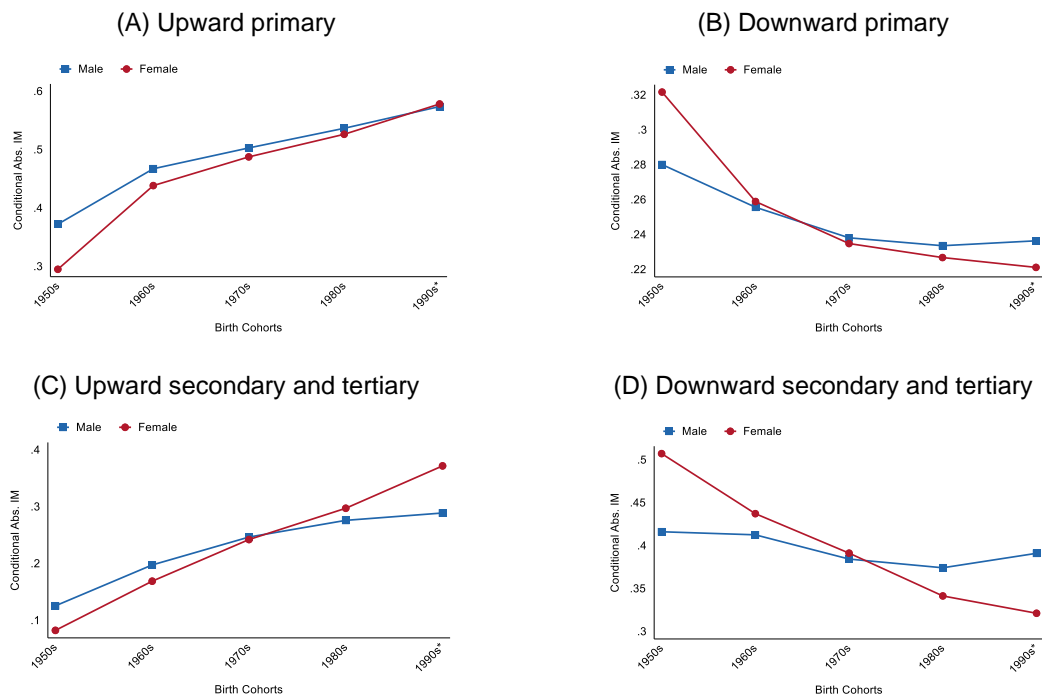 (A) Upward primary
Male Female
Conditional Abs. IM
.6
.5
.4
.3
1950s
1960s
1970s
1980s
1990s*
Birth Cohorts
(B) Downward primary
Male Female
Conditional Abs. IM
.32
.3
.28
.26
.24
.22
1950s
1960s
1970s
1980s
1990s*
Birth Cohorts
(C) Upward secondary and tertiary
Male Female
Conditional Abs. IM
.4
.3
.2
.1
1950s
1960s
1970s
1980s
1990s*
Birth Cohorts
(D) Downward secondary and tertiary
Male Female
Conditional Abs. IM
.5
.45
.4
.35
.3
1950s
1960s
1970s
1980s
1990s*
Birth Cohorts